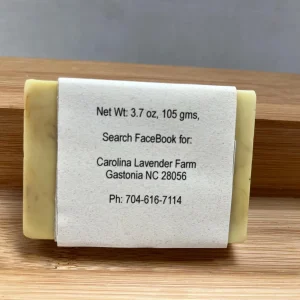 Net Wt: 3.7 oz, 105 gms,
Search FaceBook for:
Carolina Lavender Farm
Gastonia NC 28056
Ph: 704-616-7114